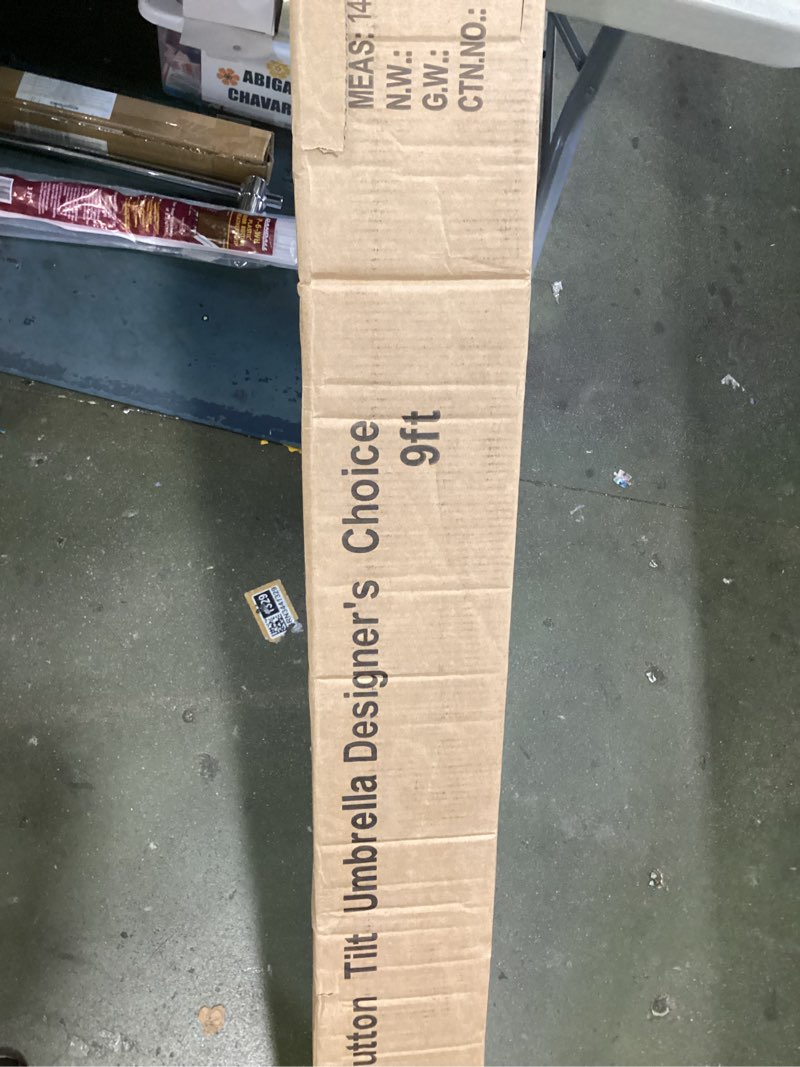 utton Tilt Umbrella Designer's Choice
9ft
MEAS: 14
N.W.:
G.W.:
CTN.NO.:
ABIGA
CHAVAR